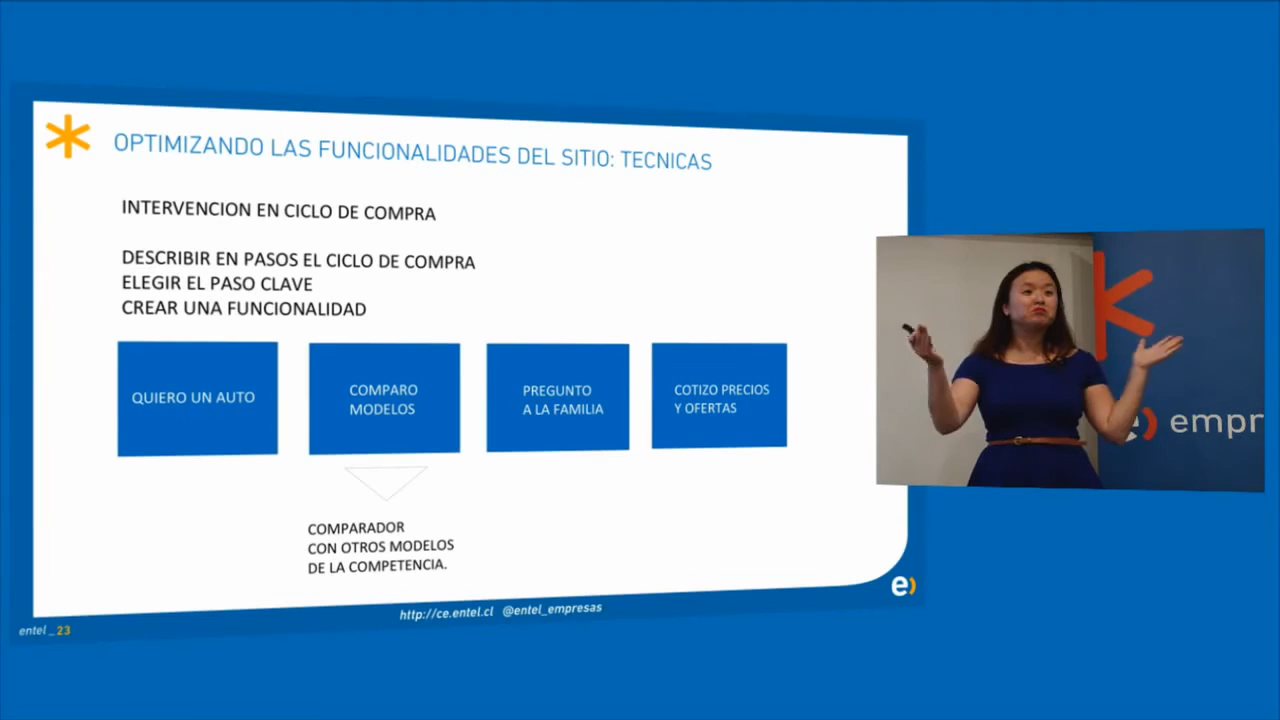 OPTIMIZANDO LAS FUNCIONALIDADES DEL SITIO: TECNICAS
INTERVENCION EN CICLO DE COMPRA
DESCRIBIR EN PASOS EL CICLO DE COMPRA
ELEGIR EL PASO CLAVE
CREAR UNA FUNCIONALIDAD
QUIERO UN AUTO
COMPARO
MODELOS
PREGUNTO
A LA FAMILIA
COTIZO PRECIOS
Y OFERTAS
COMPARADOR
CON OTROS MODELOS
DE LA COMPETENCIA.
http://ce.entel.cl @entel_empresas
entel _ 23
e)
e) empr